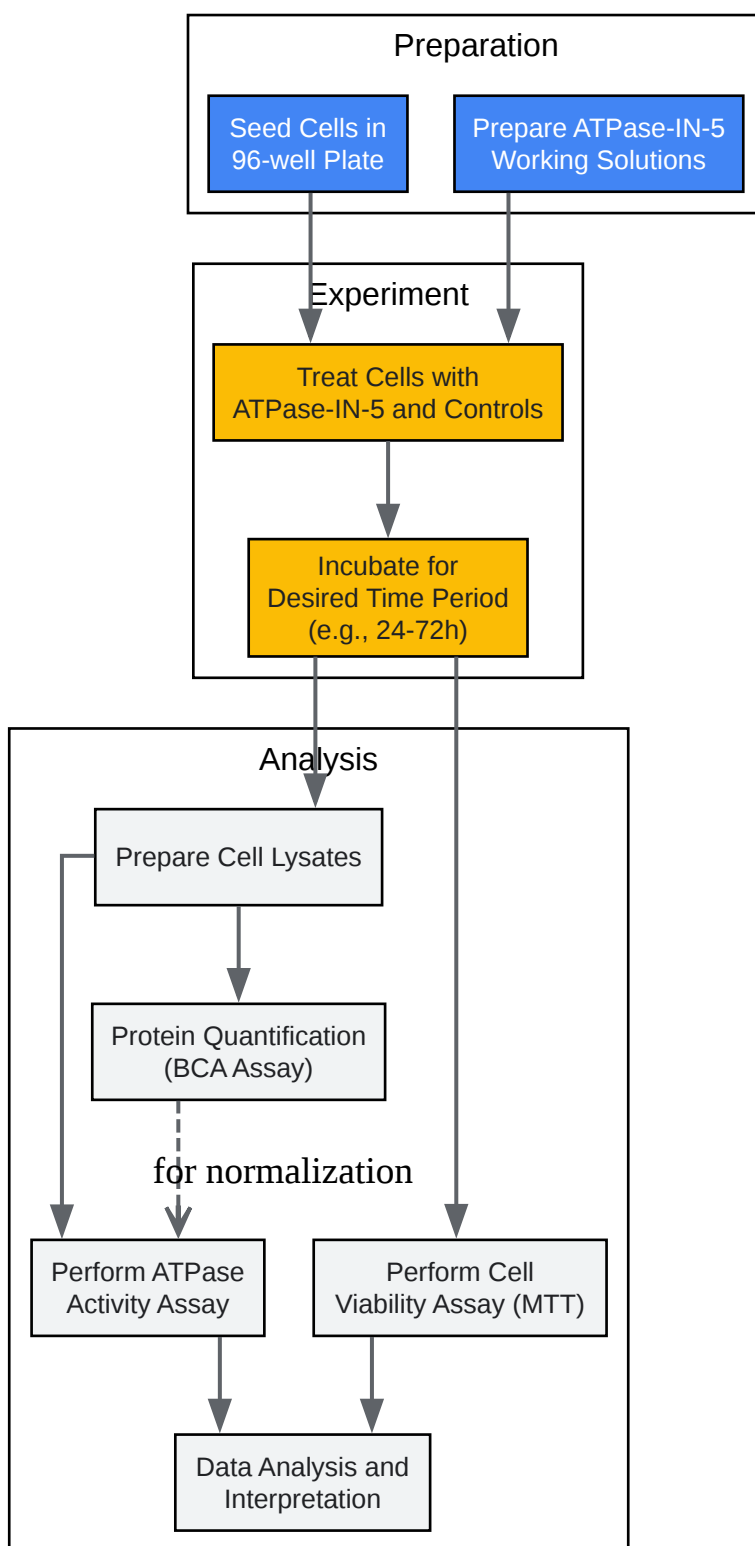 Preparation
Seed Cells in
96-well Plate
Prepare ATPase-IN-5
Working Solutions
Experiment
Treat Cells with
ATPase-IN-5 and Controls
Incubate for
Desired Time Period
(e.g., 24-72h)
Analysis
Prepare Cell Lysates
Protein Quantification
(BCA Assay)
for normalization
Perform ATPase
Activity Assay
Perform Cell
Viability Assay (MTT)
Data Analysis and
Interpretation